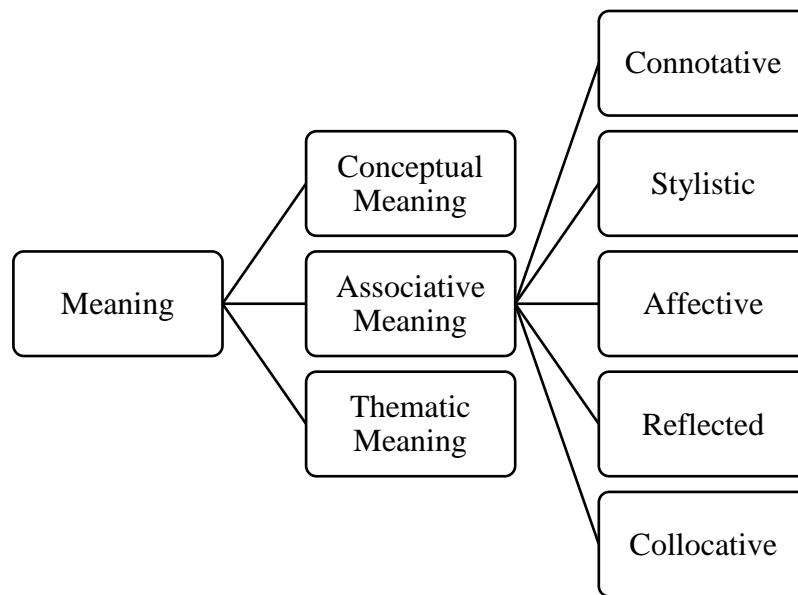 Meaning
Conceptual
Meaning
Associative
Meaning
Thematic
Meaning
Connotative
Stylistic
Affective
Reflected
Collocative